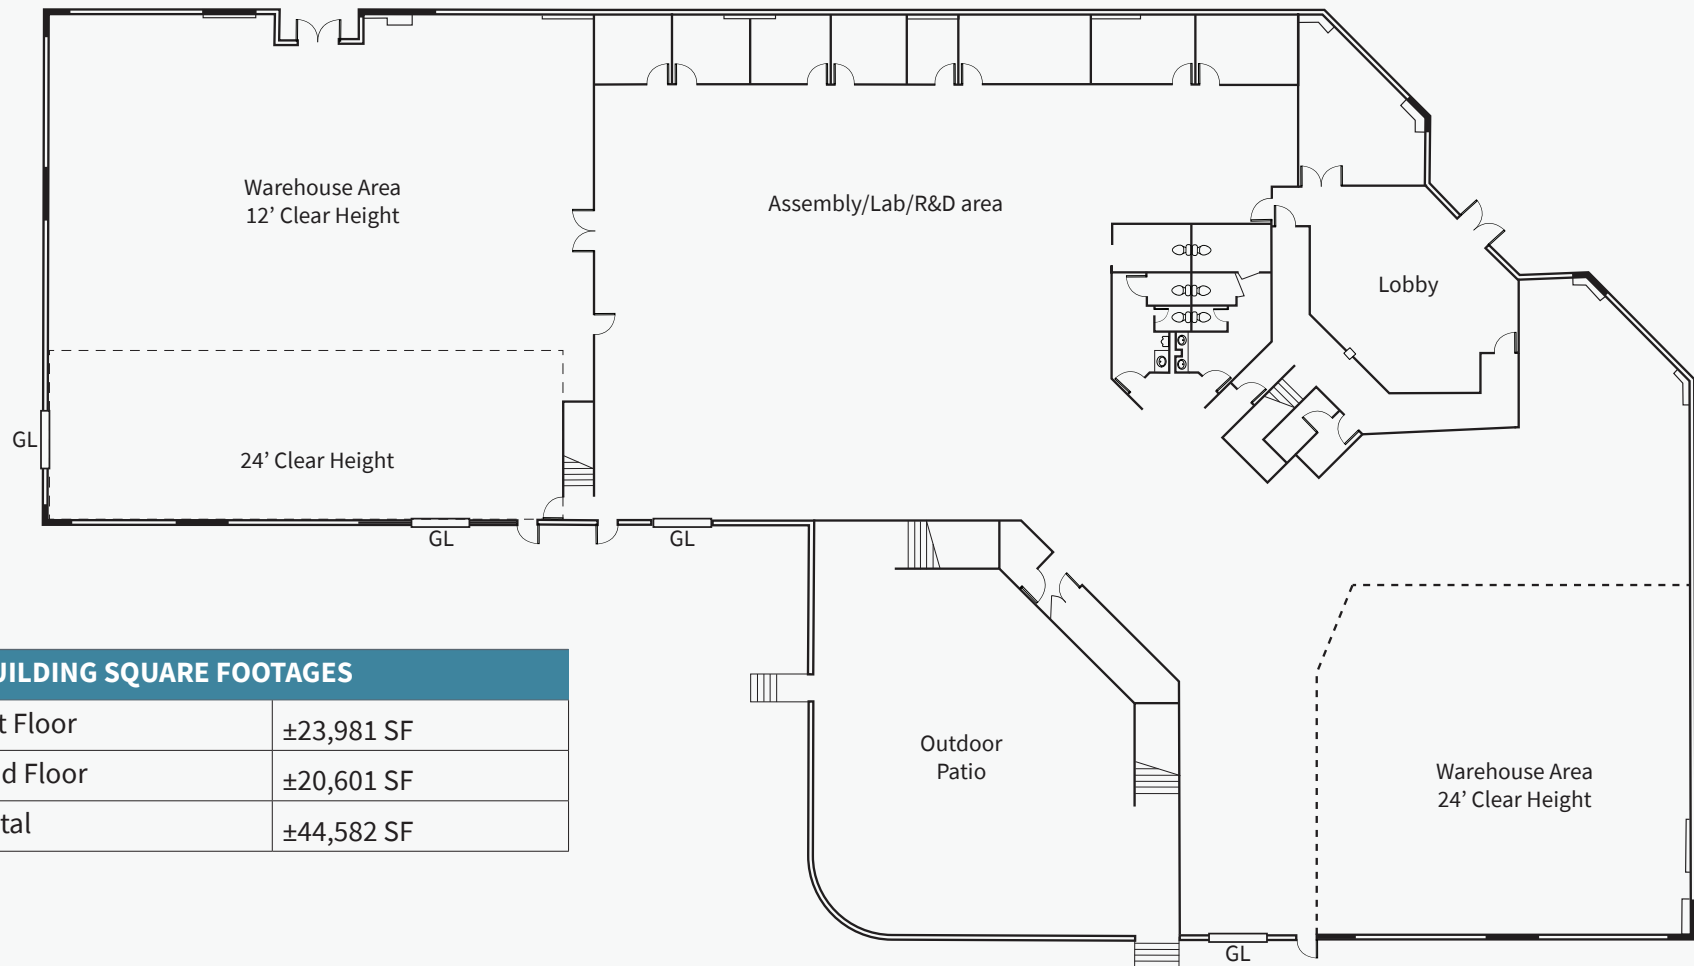 Warehouse Area
12’ Clear Height
Assembly/Lab/R&D area
Lobby
GL
24’ Clear Height
GL
GL
UILDING SQUARE FOOTAGES
t Floor ±23,981 SF
d Floor ±20,601 SF
tal ±44,582 SF
Outdoor
Patio
Warehouse Area
24’ Clear Height
GL